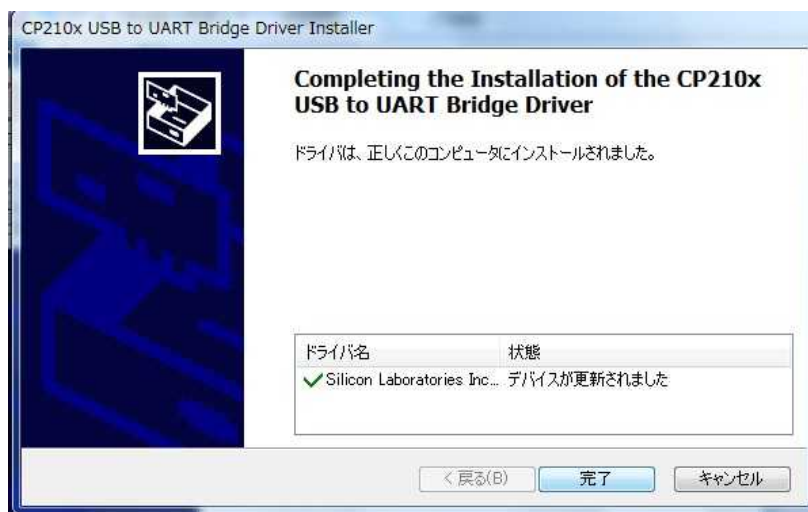 CP210x USB to UART Bridge Driver Installer
Completing the Installation of the CP210x
USB to UART Bridge Driver
ドライバは、正しくこのコンピュータにインストールされました。
ドライバ名 状態
Silicon Laboratories Inc... デバイスが更新されました
< 戻る(B) 完了 キャンセル